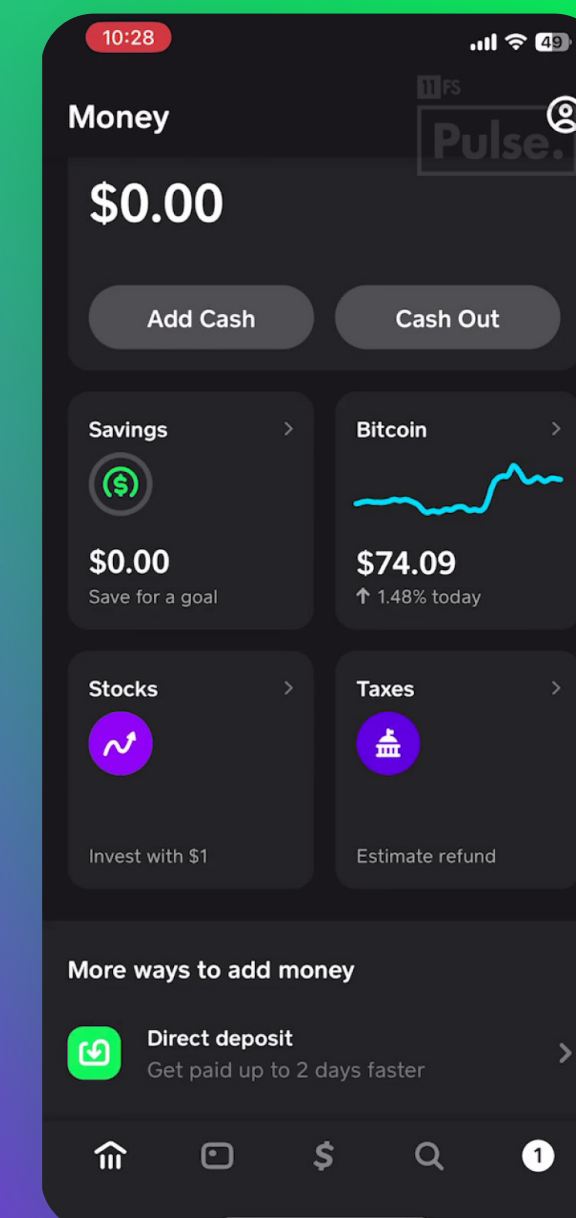 10:28
49
11 FS
Pulse.
Money
$0.00
Add Cash
Cash Out
Savings
$0.00
Save for a goal
Bitcoin
$74.09
↑ 1.48% today
Stocks
Invest with $1
Taxes
Estimate refund
More ways to add money
Direct deposit
Get paid up to 2 days faster
$
1